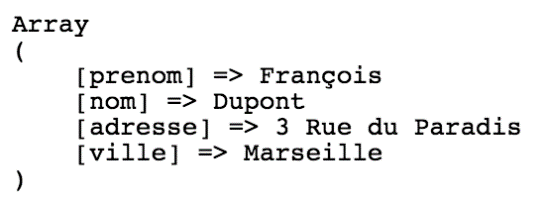 Array
(
    [prenom] => François
    [nom] => Dupont
    [adresse] => 3 Rue du Paradis
    [ville] => Marseille
)